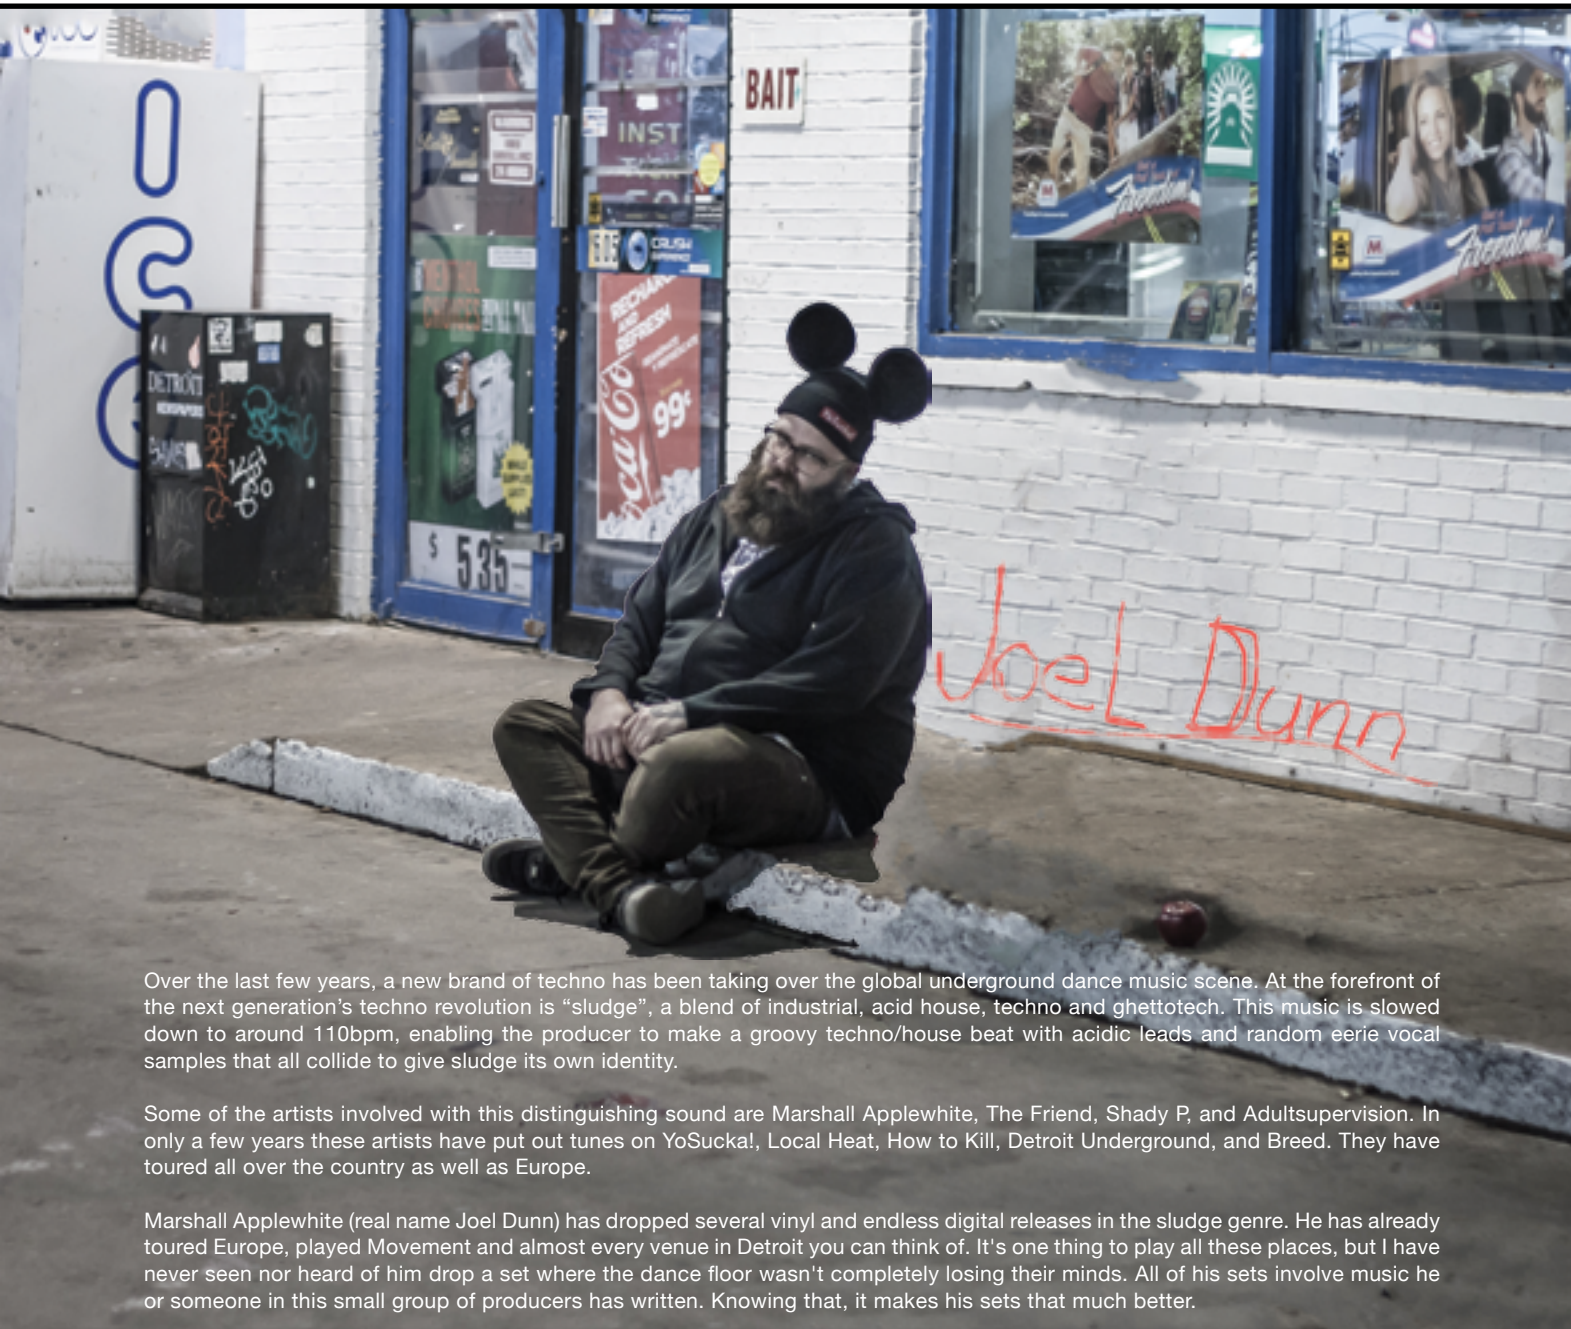 ICE
BAIT
INST
CRUSH
RECHARGE
AND
REFRESH
Coca-Cola
99¢
$ 5.35
DETROIT
NEWSPAPERS
Freedom!
Freedom!
JoeL Dunn
Over the last few years, a new brand of techno has been taking over the global underground dance music scene. At the forefront of
the next generation’s techno revolution is “sludge”, a blend of industrial, acid house, techno and ghettotech. This music is slowed
down to around 110bpm, enabling the producer to make a groovy techno/house beat with acidic leads and random eerie vocal
samples that all collide to give sludge its own identity.
Some of the artists involved with this distinguishing sound are Marshall Applewhite, The Friend, Shady P, and Adultsupervision. In
only a few years these artists have put out tunes on YoSucka!, Local Heat, How to Kill, Detroit Underground, and Breed. They have
toured all over the country as well as Europe.
Marshall Applewhite (real name Joel Dunn) has dropped several vinyl and endless digital releases in the sludge genre. He has already
toured Europe, played Movement and almost every venue in Detroit you can think of. It's one thing to play all these places, but I have
never seen nor heard of him drop a set where the dance floor wasn't completely losing their minds. All of his sets involve music he
or someone in this small group of producers has written. Knowing that, it makes his sets that much better.